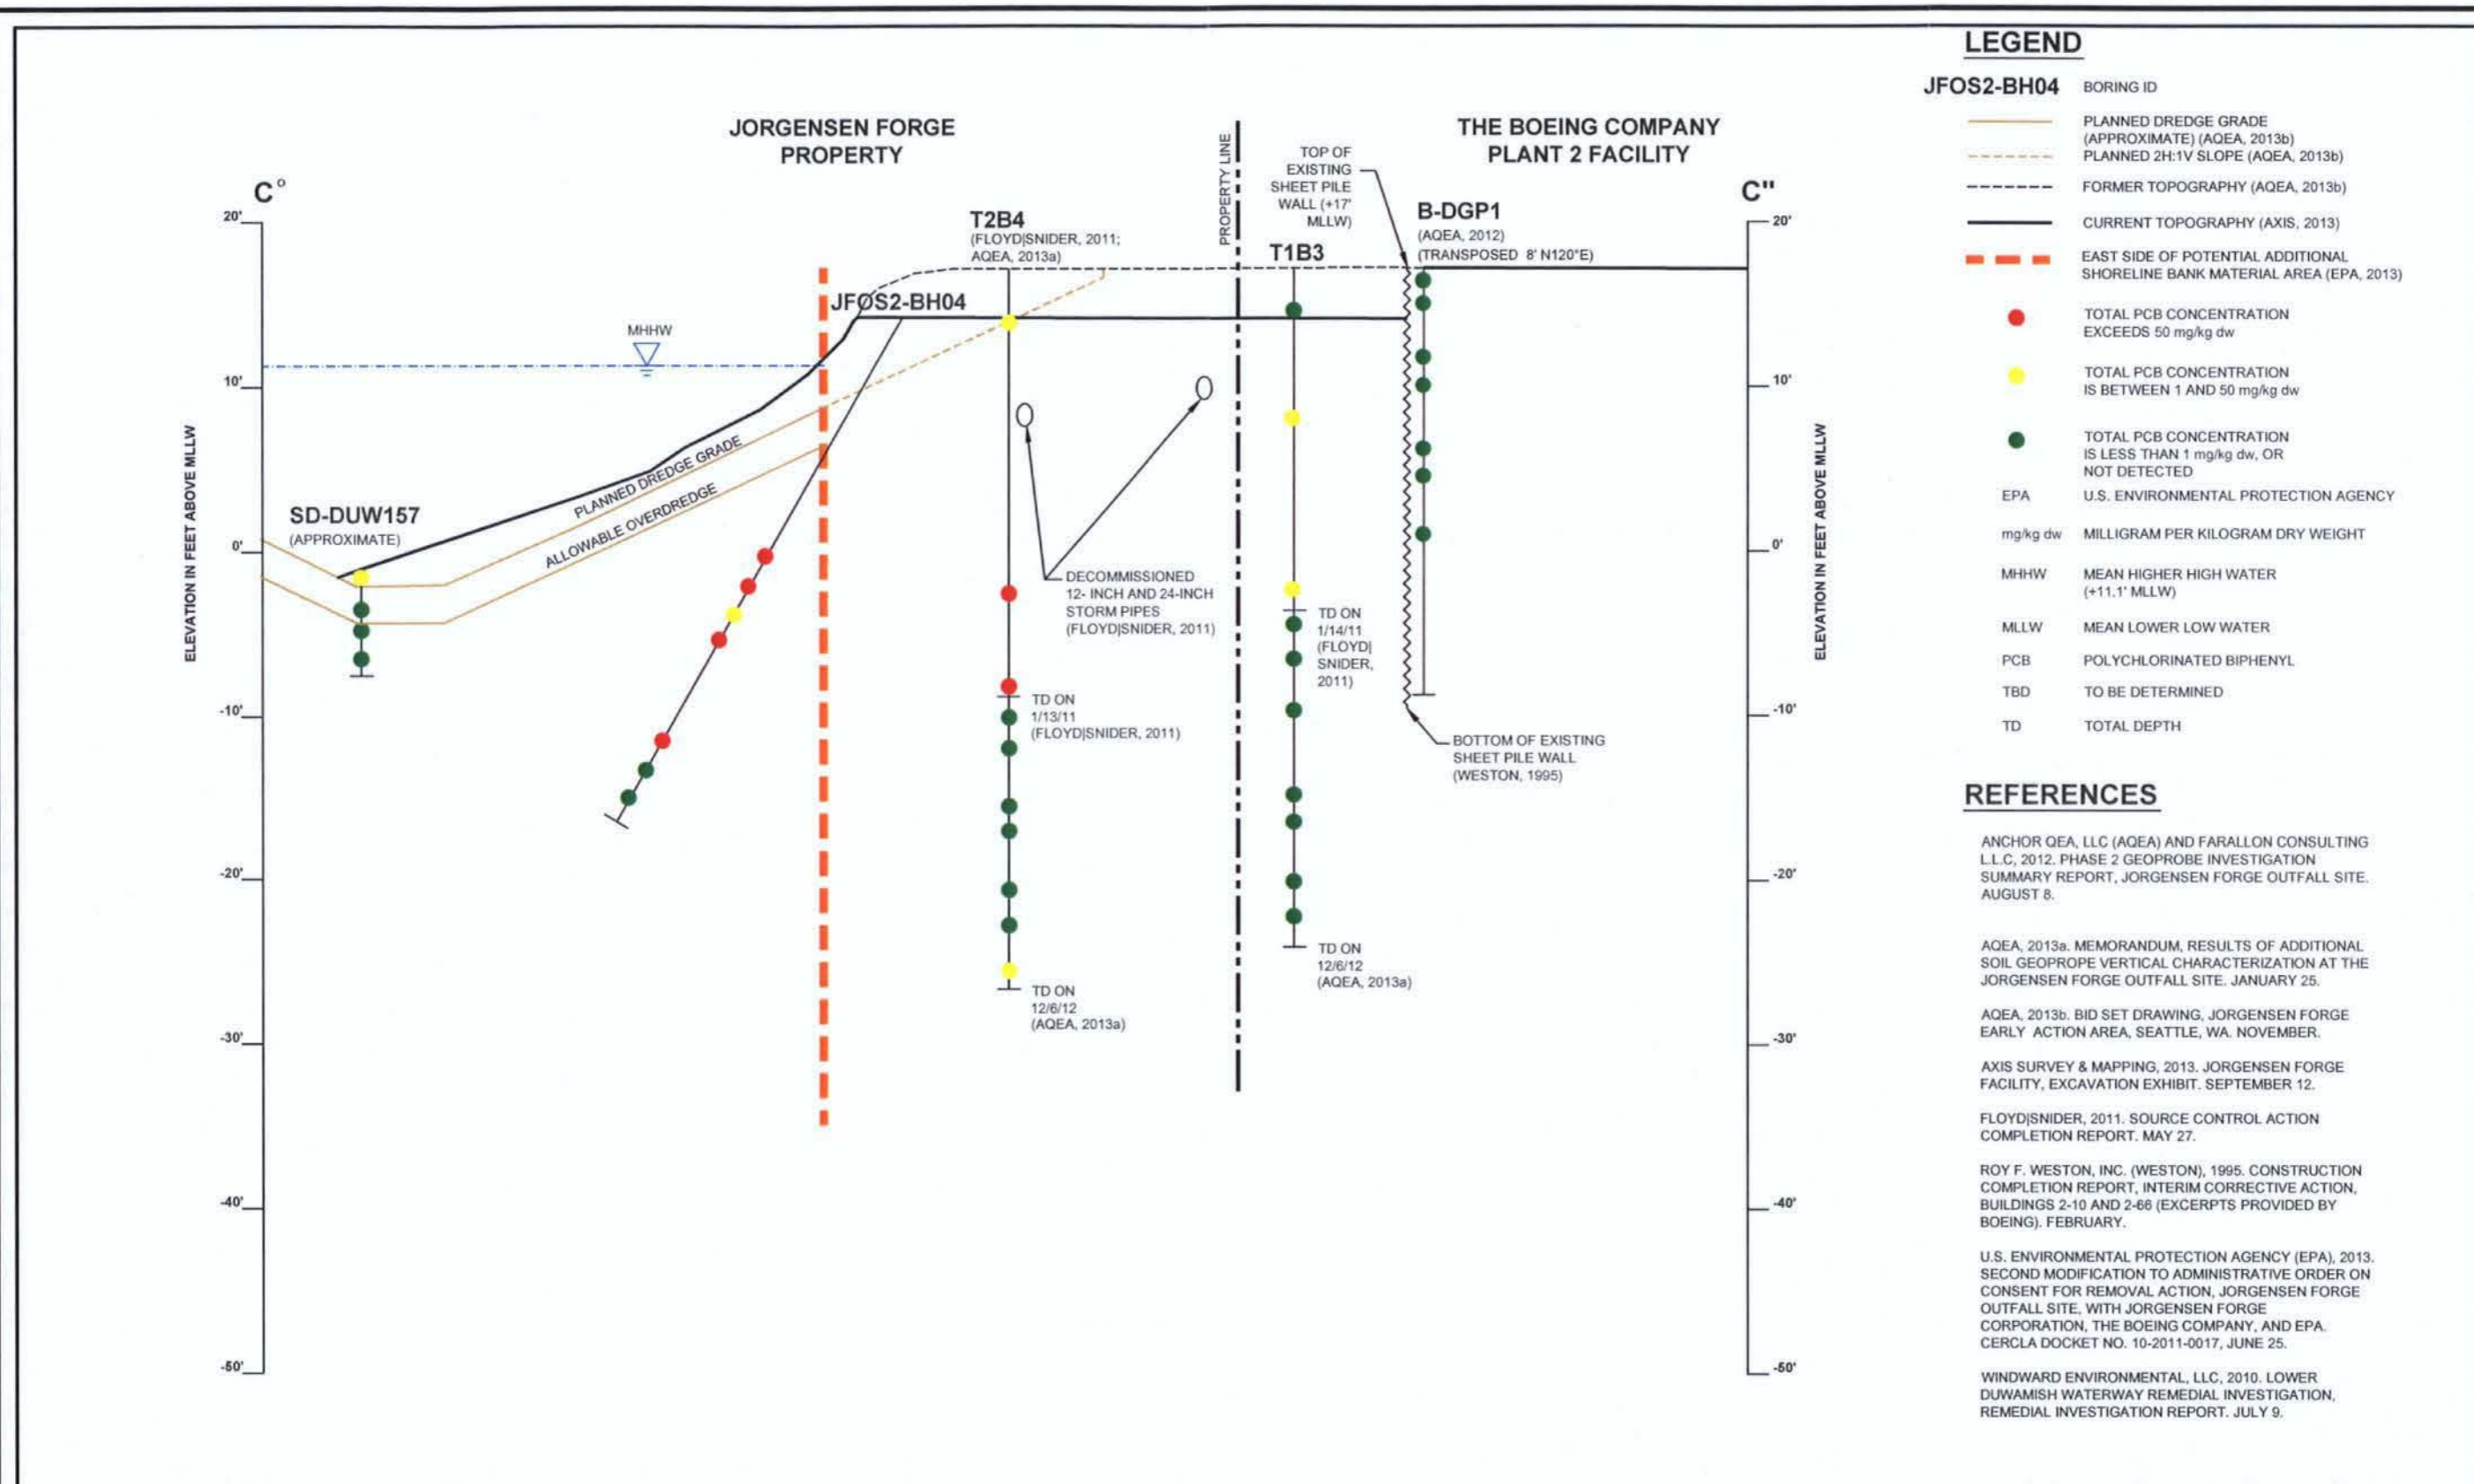 JORGENSEN FORGE
PROPERTY
PROPERTY LINE
THE BOEING COMPANY
PLANT 2 FACILITY
C°
C"
TOP OF
EXISTING
SHEET PILE
WALL (+17'
MLLW)
T2B4
(FLOYD|SNIDER, 2011;
AQEA, 2013a)
T1B3
B-DGP1
(AQEA, 2012)
(TRANSPOSED 8' N120°E)
JFOS2-BH04
MHHW
PLANNED DREDGE GRADE
ALLOWABLE OVERDREDGE
SD-DUW157
(APPROXIMATE)
DECOMMISSIONED
12- INCH AND 24-INCH
STORM PIPES
(FLOYD|SNIDER, 2011)
TD ON
1/13/11
(FLOYD|SNIDER, 2011)
TD ON
1/14/11
(FLOYD|
SNIDER,
2011)
BOTTOM OF EXISTING
SHEET PILE WALL
(WESTON, 1995)
TD ON
12/6/12
(AQEA, 2013a)
TD ON
12/6/12
(AQEA, 2013a)
ELEVATION IN FEET ABOVE MLLW
20'
10'
0'
-10'
-20'
-30'
-40'
-50'
ELEVATION IN FEET ABOVE MLLW
20'
10'
0'
-10'
-20'
-30'
-40'
-50'
LEGEND
JFOS2-BH04 BORING ID
PLANNED DREDGE GRADE
(APPROXIMATE) (AQEA, 2013b)
PLANNED 2H:1V SLOPE (AQEA, 2013b)
FORMER TOPOGRAPHY (AQEA, 2013b)
CURRENT TOPOGRAPHY (AXIS, 2013)
EAST SIDE OF POTENTIAL ADDITIONAL
SHORELINE BANK MATERIAL AREA (EPA, 2013)
TOTAL PCB CONCENTRATION
EXCEEDS 50 mg/kg dw
TOTAL PCB CONCENTRATION
IS BETWEEN 1 AND 50 mg/kg dw
TOTAL PCB CONCENTRATION
IS LESS THAN 1 mg/kg dw, OR
NOT DETECTED
EPA U.S. ENVIRONMENTAL PROTECTION AGENCY
mg/kg dw MILLIGRAM PER KILOGRAM DRY WEIGHT
MHHW MEAN HIGHER HIGH WATER
(+11.1' MLLW)
MLLW MEAN LOWER LOW WATER
PCB POLYCHLORINATED BIPHENYL
TBD TO BE DETERMINED
TD TOTAL DEPTH
REFERENCES
ANCHOR QEA, LLC (AQEA) AND FARALLON CONSULTING
L.L.C, 2012. PHASE 2 GEOPROBE INVESTIGATION
SUMMARY REPORT, JORGENSEN FORGE OUTFALL SITE.
AUGUST 8.
AQEA, 2013a. MEMORANDUM, RESULTS OF ADDITIONAL
SOIL GEOPROPE VERTICAL CHARACTERIZATION AT THE
JORGENSEN FORGE OUTFALL SITE. JANUARY 25.
AQEA, 2013b. BID SET DRAWING, JORGENSEN FORGE
EARLY ACTION AREA, SEATTLE, WA. NOVEMBER.
AXIS SURVEY & MAPPING, 2013. JORGENSEN FORGE
FACILITY, EXCAVATION EXHIBIT. SEPTEMBER 12.
FLOYD|SNIDER, 2011. SOURCE CONTROL ACTION
COMPLETION REPORT. MAY 27.
ROY F. WESTON, INC. (WESTON), 1995. CONSTRUCTION
COMPLETION REPORT, INTERIM CORRECTIVE ACTION,
BUILDINGS 2-10 AND 2-66 (EXCERPTS PROVIDED BY
BOEING). FEBRUARY.
U.S. ENVIRONMENTAL PROTECTION AGENCY (EPA), 2013.
SECOND MODIFICATION TO ADMINISTRATIVE ORDER ON
CONSENT FOR REMOVAL ACTION, JORGENSEN FORGE
OUTFALL SITE, WITH JORGENSEN FORGE
CORPORATION, THE BOEING COMPANY, AND EPA.
CERCLA DOCKET NO. 10-2011-0017, JUNE 25.
WINDWARD ENVIRONMENTAL, LLC, 2010. LOWER
DUWAMISH WATERWAY REMEDIAL INVESTIGATION,
REMEDIAL INVESTIGATION REPORT. JULY 9.